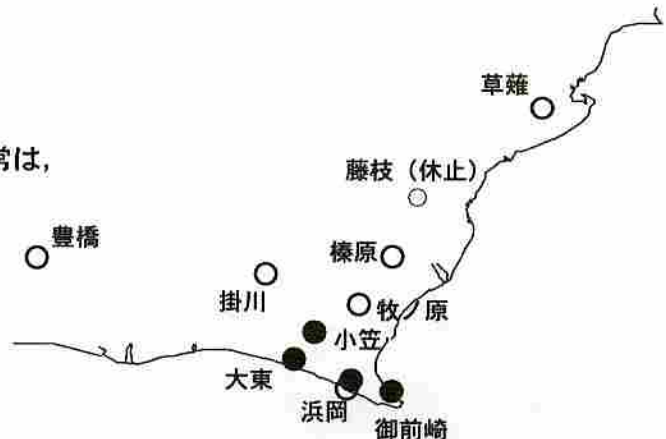 草薙
常は,
藤枝(休止)
豊橋
榛原
掛川
牧ノ原
小笠
大東
浜岡
御前崎